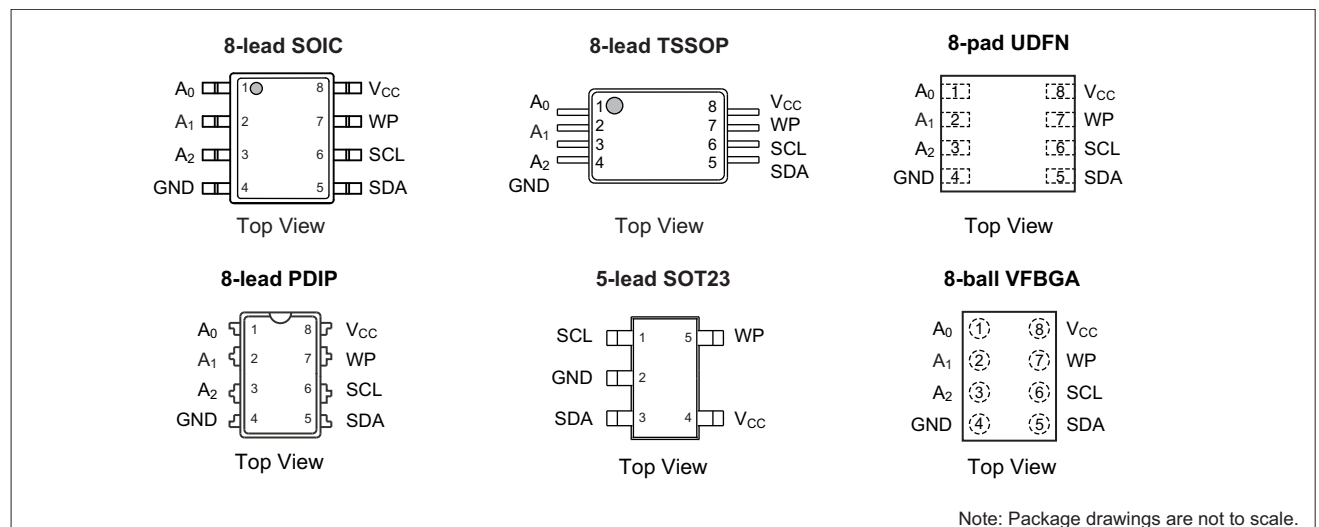 8-lead SOIC
A₀ 1 8 V_CC
A₁ 2 7 WP
A₂ 3 6 SCL
GND 4 5 SDA
Top View
8-lead TSSOP
A₀ 1 8 V_CC
A₁ 2 7 WP
A₂ 3 6 SCL
GND 4 5 SDA
Top View
8-pad UDFN
A₀ 1 8 V_CC
A₁ 2 7 WP
A₂ 3 6 SCL
GND 4 5 SDA
Top View
8-lead PDIP
A₀ 1 8 V_CC
A₁ 2 7 WP
A₂ 3 6 SCL
GND 4 5 SDA
Top View
5-lead SOT23
SCL 1 5 WP
GND 2
SDA 3 4 V_CC
Top View
8-ball VFBGA
A₀ 1 8 V_CC
A₁ 2 7 WP
A₂ 3 6 SCL
GND 4 5 SDA
Top View
Note: Package drawings are not to scale.